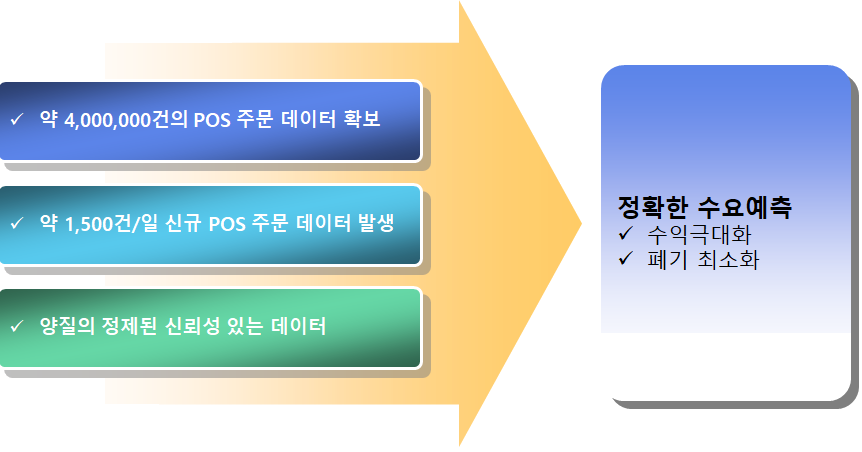 ✓ 약 4,000,000건의 POS 주문 데이터 확보
✓ 약 1,500건/일 신규 POS 주문 데이터 발생
✓ 양질의 정제된 신뢰성 있는 데이터
정확한 수요예측
✓ 수익극대화
✓ 폐기 최소화